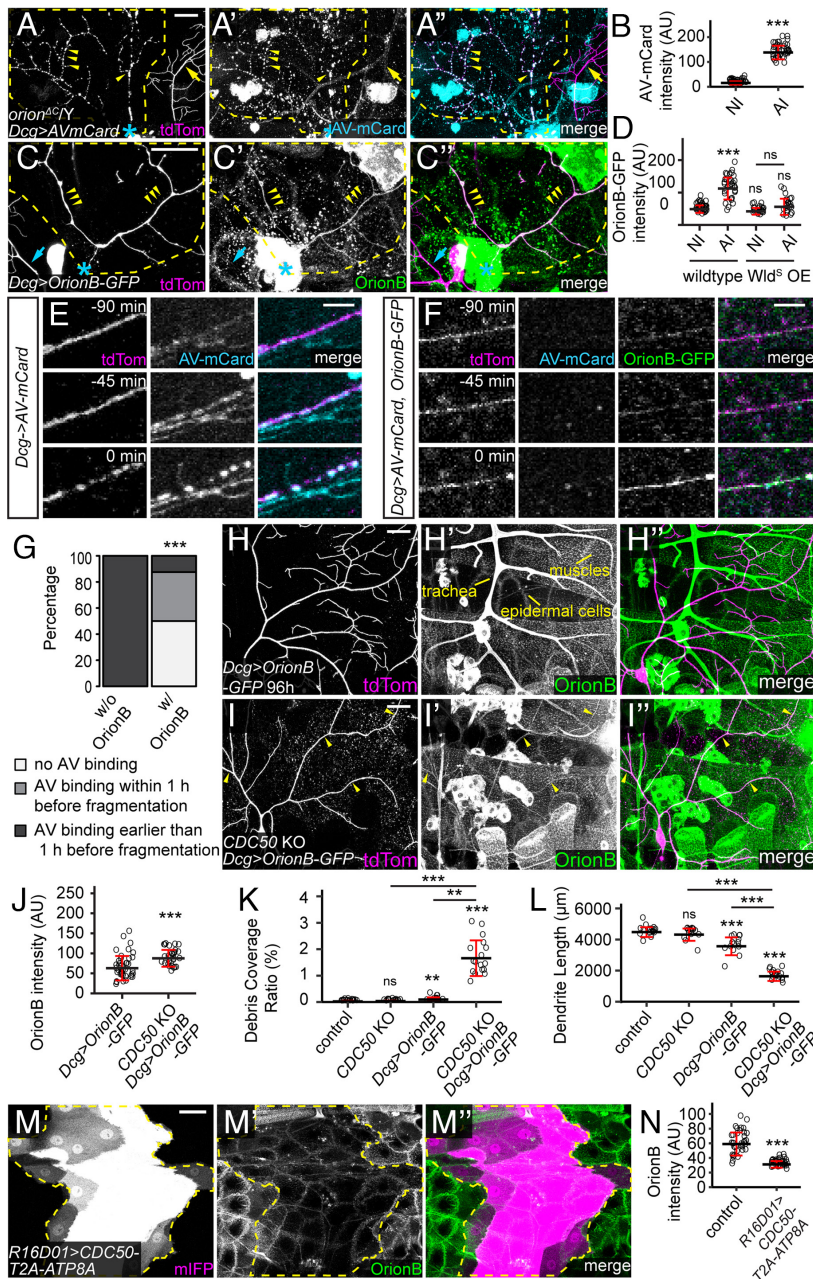 A
orion^ΔC/Y
Dcg>AVmCard
tdTom
A'
AV-mCard
A''
merge
B
AV-mCard
intensity (AU)
200
100
0
***
NI
AI
C
Dcg>OrionB-GFP
tdTom
C'
OrionB
C''
merge
D
OrionB-GFP
intensity (AU)
200
100
0
***
ns
ns
ns
NI
AI
NI
AI
wildtype
Wld^S OE
E
Dcg->AV-mCard
-90 min
tdTom
AV-mCard
merge
-45 min
0 min
F
Dcg>AV-mCard, OrionB-GFP
-90 min
tdTom
AV-mCard
OrionB-GFP
merge
-45 min
0 min
G
***
Percentage
100
80
60
40
20
0
w/o
OrionB
w/
OrionB
no AV binding
AV binding within 1 h
before fragmentation
AV binding earlier than
1 h before fragmentation
H
Dcg>OrionB
-GFP 96h
tdTom
H'
muscles
trachea
epidermal cells
OrionB
H''
merge
I
CDC50 KO
Dcg>OrionB-GFP
tdTom
I'
OrionB
I''
merge
J
OrionB intensity (AU)
250
200
150
100
50
0
***
Dcg>OrionB
-GFP
CDC50 KO
Dcg>OrionB
-GFP
K
Debris Coverage
Ratio (%)
4
3
2
1
0
***
**
***
ns
**
control
CDC50 KO
Dcg>OrionB
-GFP
CDC50 KO
Dcg>OrionB
-GFP
L
Dendrite Length (μm)
6000
4000
2000
0
***
***
ns
***
***
control
CDC50 KO
Dcg>OrionB
-GFP
CDC50 KO
Dcg>OrionB
-GFP
M
R16D01>CDC50-
T2A-ATP8A
mIFP
M'
OrionB
M''
merge
N
OrionB
intensity (AU)
100
80
60
40
20
0
***
control
R16D01>
CDC50-
T2A-ATP8A